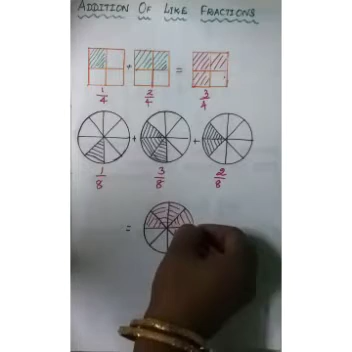 ADDITION OF LIKE FRACTIONS
+ =
1/4 2/4 3/4
+ +
1/8 3/8 2/8
=